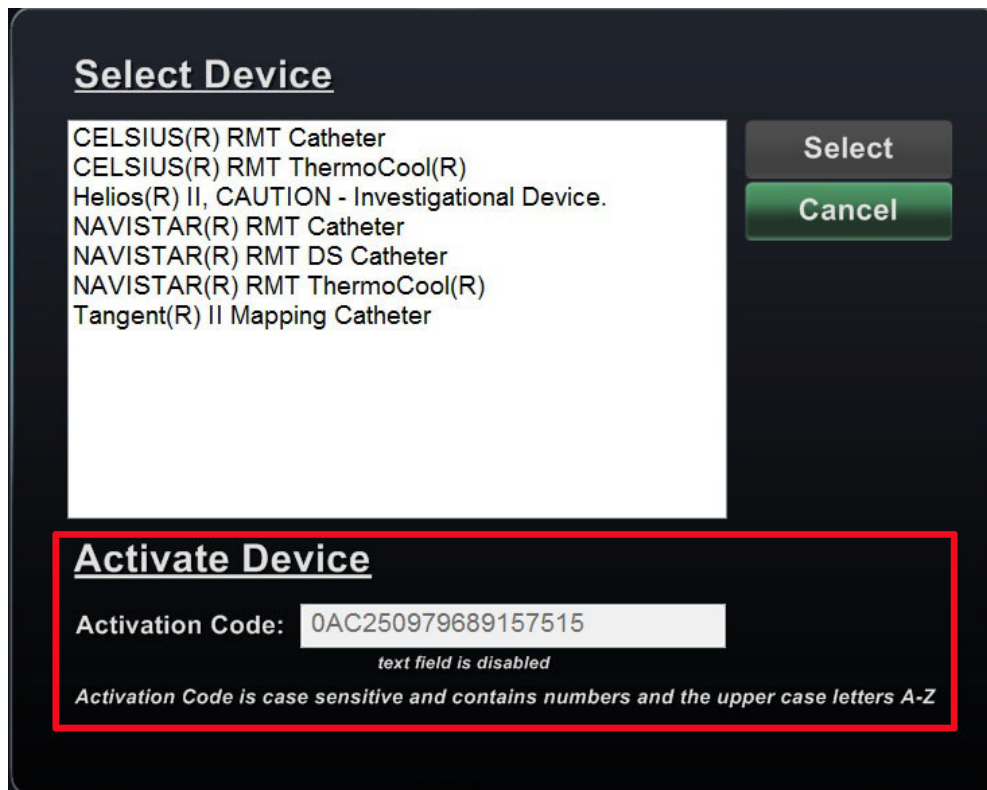 Select Device
CELSIUS(R) RMT Catheter
CELSIUS(R) RMT ThermoCool(R)
Helios(R) II, CAUTION - Investigational Device.
NAVISTAR(R) RMT Catheter
NAVISTAR(R) RMT DS Catheter
NAVISTAR(R) RMT ThermoCool(R)
Tangent(R) II Mapping Catheter
Select
Cancel
Activate Device
Activation Code: 0AC250979689157515
text field is disabled
Activation Code is case sensitive and contains numbers and the upper case letters A-Z